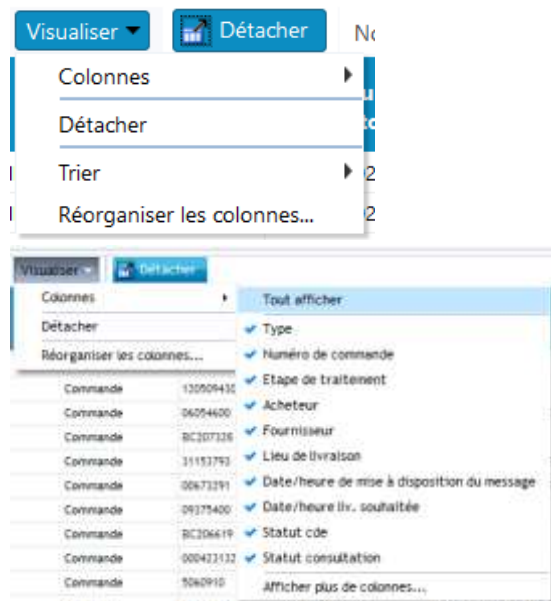 Visualiser Détacher
Colonnes
Détacher
Trier
Réorganiser les colonnes...
Visualiser Détacher
Colonnes Tout afficher
Détacher Type
Réorganiser les colonnes... Numéro de commande
Commande Etape de traitement
Commande 06054600 Acheteur
Commande BC207326 Fournisseur
Commande 31153793 Lieu de livraison
Commande 00673291 Date/heure de mise à disposition du message
Commande 09375400 Date/heure liv. souhaitée
Commande BC206619 Statut cde
Commande 000423132 Statut consultation
Commande 5060910 Afficher plus de colonnes...